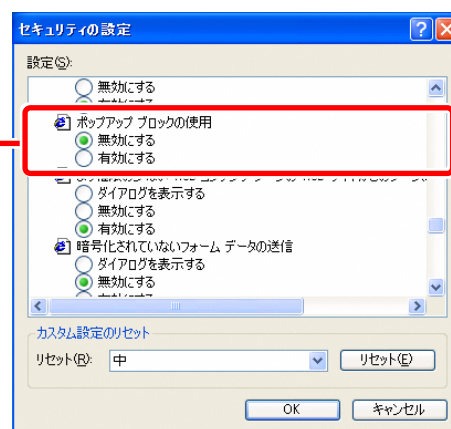 セキュリティの設定
設定(S):
無効にする
ポップアップ ブロックの使用
無効にする
有効にする
ダイアログを表示する
無効にする
有効にする
暗号化されていないフォーム データの送信
ダイアログを表示する
無効にする
カスタム設定のリセット
リセット(R): 中 リセット(E)
OK キャンセル